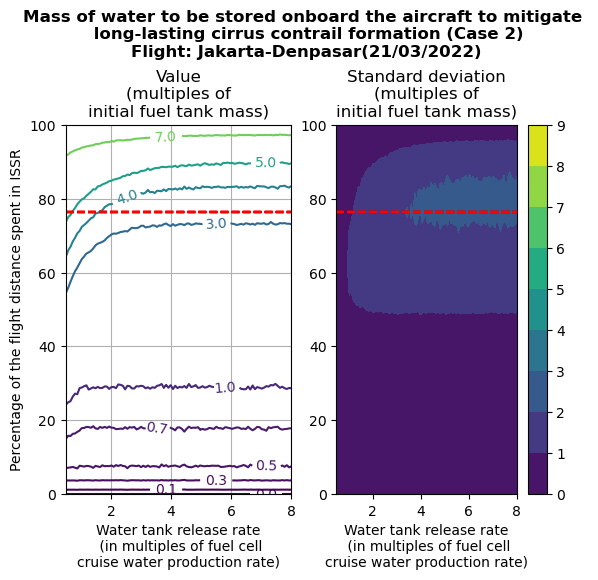 Mass of water to be stored onboard the aircraft to mitigate
long-lasting cirrus contrail formation (Case 2)
Flight: Jakarta-Denpasar(21/03/2022)
Value
(multiples of
initial fuel tank mass)
Standard deviation
(multiples of
initial fuel tank mass)
Percentage of the flight distance spent in ISSR
100
80
60
40
20
0
7.0
5.0
4.0
3.0
1.0
0.7
0.5
0.3
0.1
2
4
6
8
Water tank release rate
(in multiples of fuel cell
cruise water production rate)
100
80
60
40
20
0
2
4
6
8
Water tank release rate
(in multiples of fuel cell
cruise water production rate)
9
8
7
6
5
4
3
2
1
0